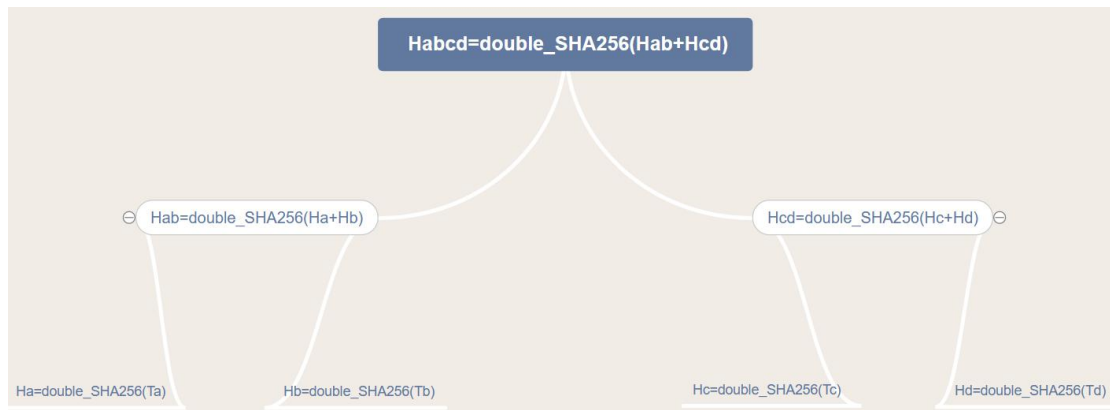 Habcd=double_SHA256(Hab+Hcd)
Hab=double_SHA256(Ha+Hb)
Hcd=double_SHA256(Hc+Hd)
Ha=double_SHA256(Ta)
Hb=double_SHA256(Tb)
Hc=double_SHA256(Tc)
Hd=double_SHA256(Td)